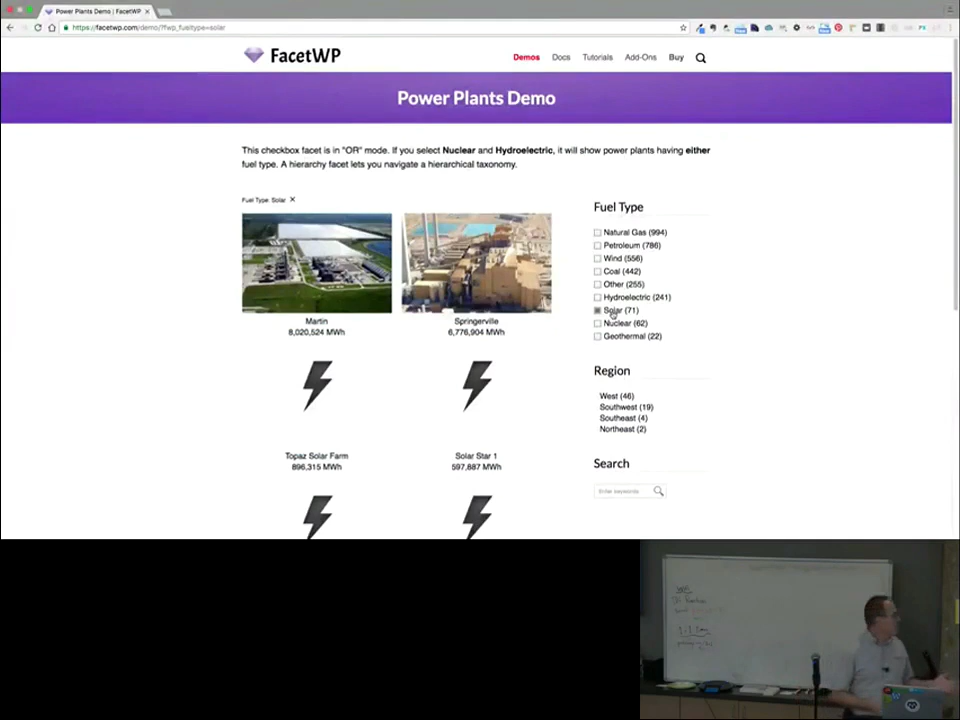 Power Plants Demo | FacetWP
https://facetwp.com/demo/?fwp_fueltype=solar
FacetWP
Demos Docs Tutorials Add-Ons Buy
Power Plants Demo
This checkbox facet is in "OR" mode. If you select Nuclear and Hydroelectric, it will show power plants having either
fuel type. A hierarchy facet lets you navigate a hierarchical taxonomy.
Fuel Type: Solar
Martin
8,020,524 MWh
Springerville
6,776,904 MWh
Topaz Solar Farm
896,315 MWh
Solar Star 1
597,887 MWh
Fuel Type
Natural Gas (994)
Petroleum (786)
Wind (556)
Coal (442)
Other (255)
Hydroelectric (241)
Solar (71)
Nuclear (62)
Geothermal (22)
Region
West (46)
Southwest (19)
Southeast (4)
Northeast (2)
Search
Enter keywords